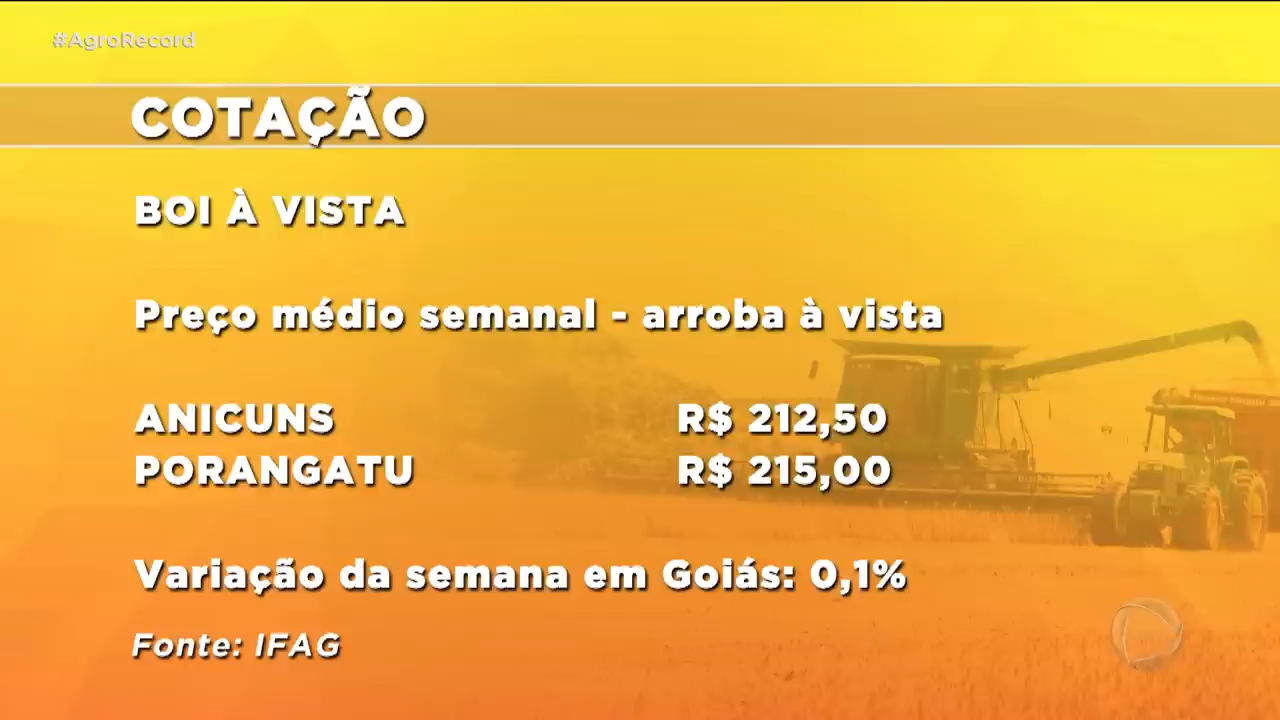 #AgroRecord
COTAÇÃO
BOI À VISTA
Preço médio semanal - arroba à vista
ANICUNS R$ 212,50
PORANGATU R$ 215,00
Variação da semana em Goiás: 0,1%
Fonte: IFAG